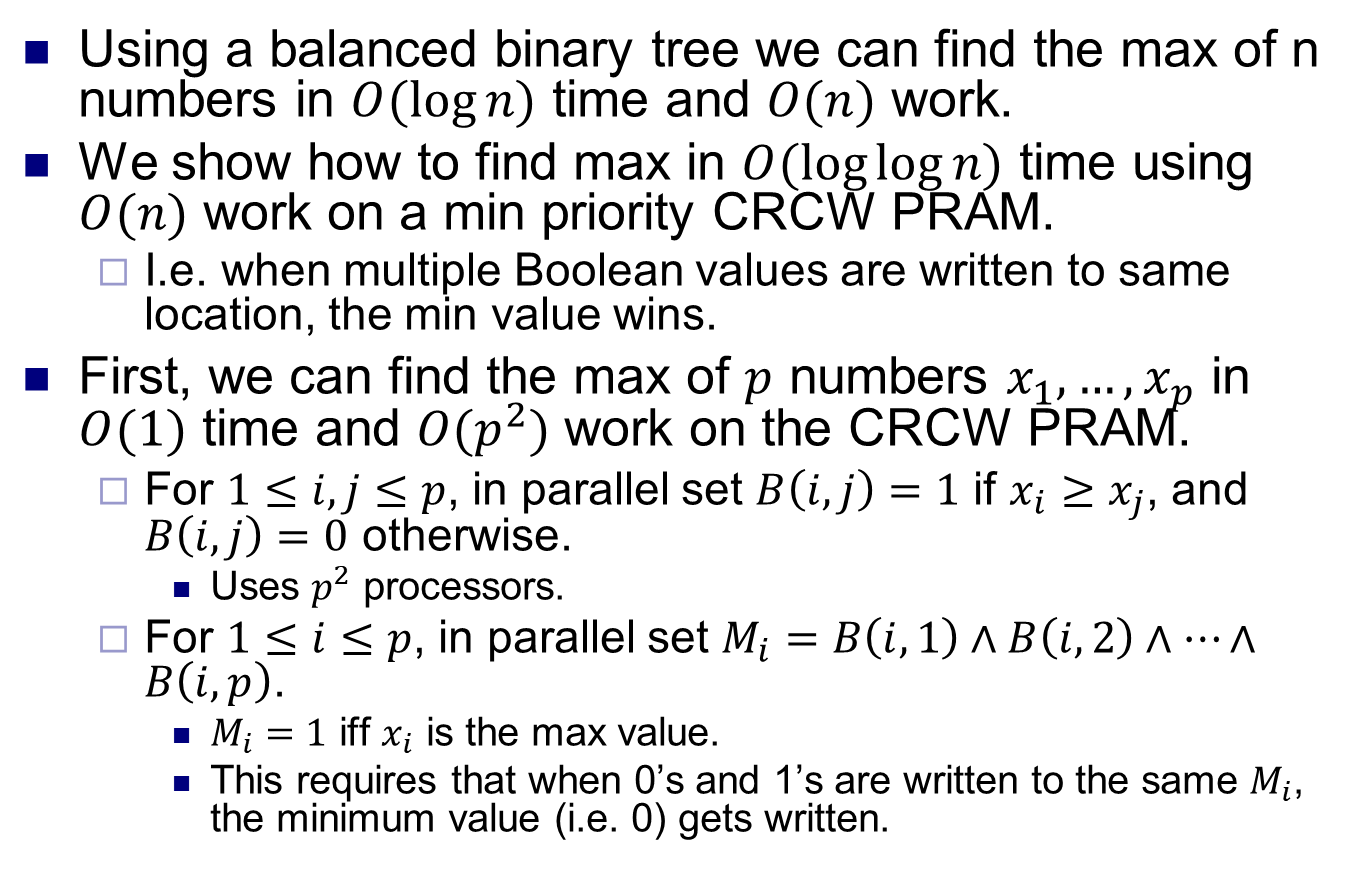 Using a balanced binary tree we can find the max of n
numbers in O(log n) time and O(n) work.
We show how to find max in O(log log n) time using
O(n) work on a min priority CRCW PRAM.
I.e. when multiple Boolean values are written to same
location, the min value wins.
First, we can find the max of p numbers x₁, … , xₚ in
O(1) time and O(p²) work on the CRCW PRAM.
For 1 ≤ i, j ≤ p, in parallel set B(i, j) = 1 if xᵢ ≥ xⱼ, and
B(i, j) = 0 otherwise.
Uses p² processors.
For 1 ≤ i ≤ p, in parallel set Mᵢ = B(i, 1) ∧ B(i, 2) ∧ ⋯ ∧
B(i, p).
Mᵢ = 1 iff xᵢ is the max value.
This requires that when 0’s and 1’s are written to the same Mᵢ,
the minimum value (i.e. 0) gets written.